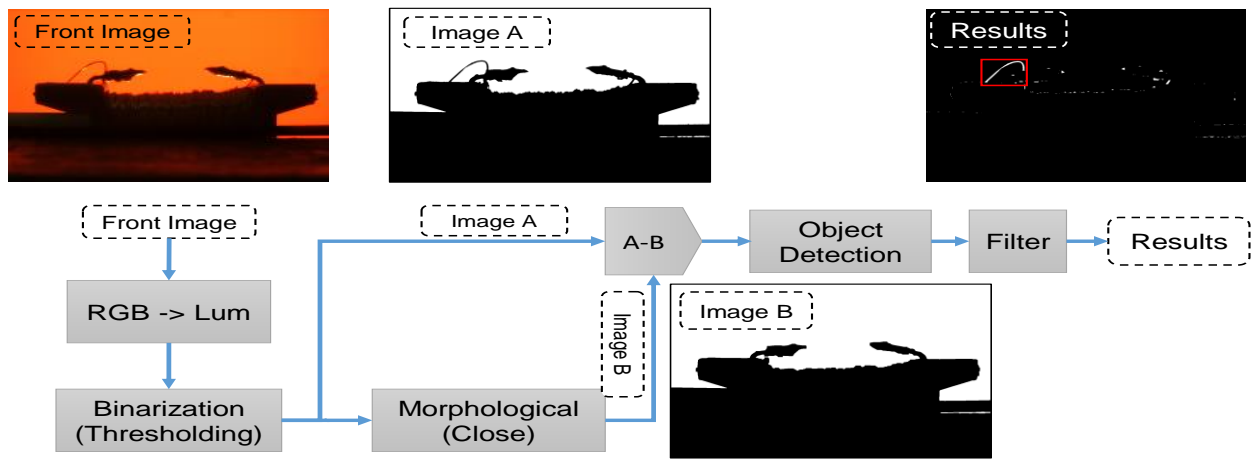 Front Image
Image A
Results
Front Image
Image A
A-B
Object
Detection
Filter
Results
RGB -> Lum
Image B
Image B
Binarization
(Thresholding)
Morphological
(Close)